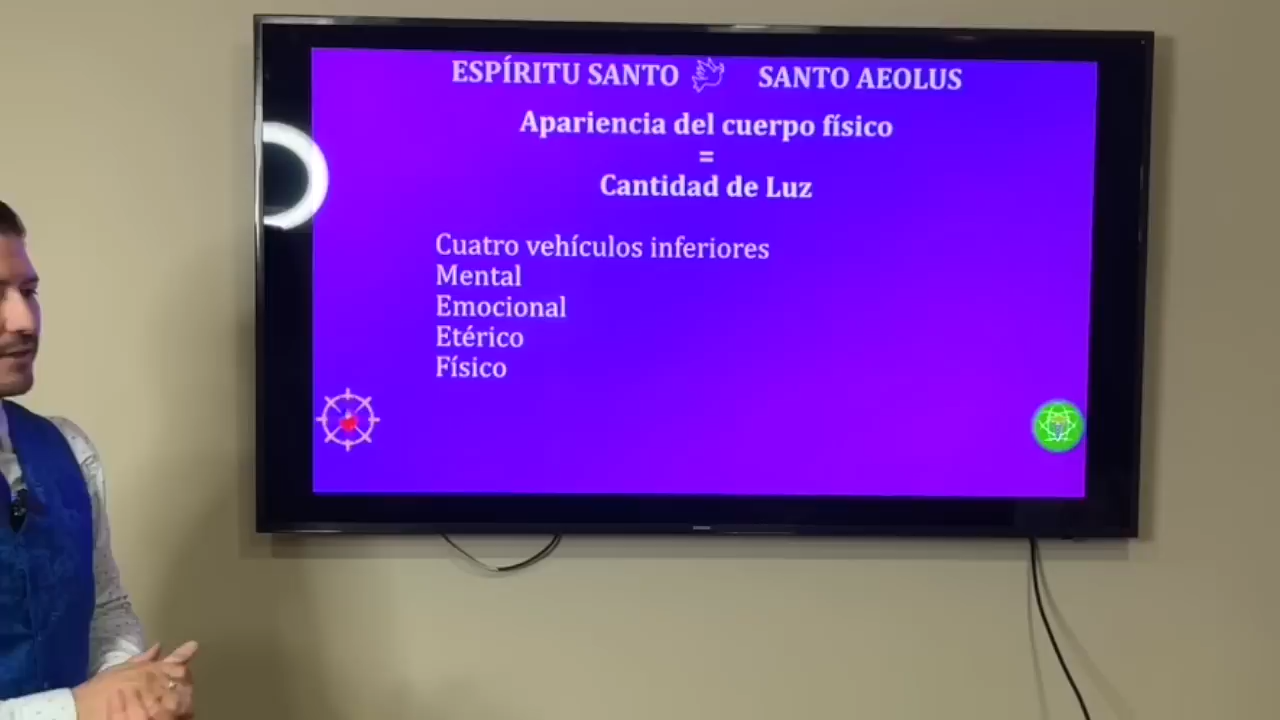 ESPÍRITU SANTO SANTO AEOLUS
Apariencia del cuerpo físico
=
Cantidad de Luz
Cuatro vehículos inferiores
Mental
Emocional
Etérico
Físico